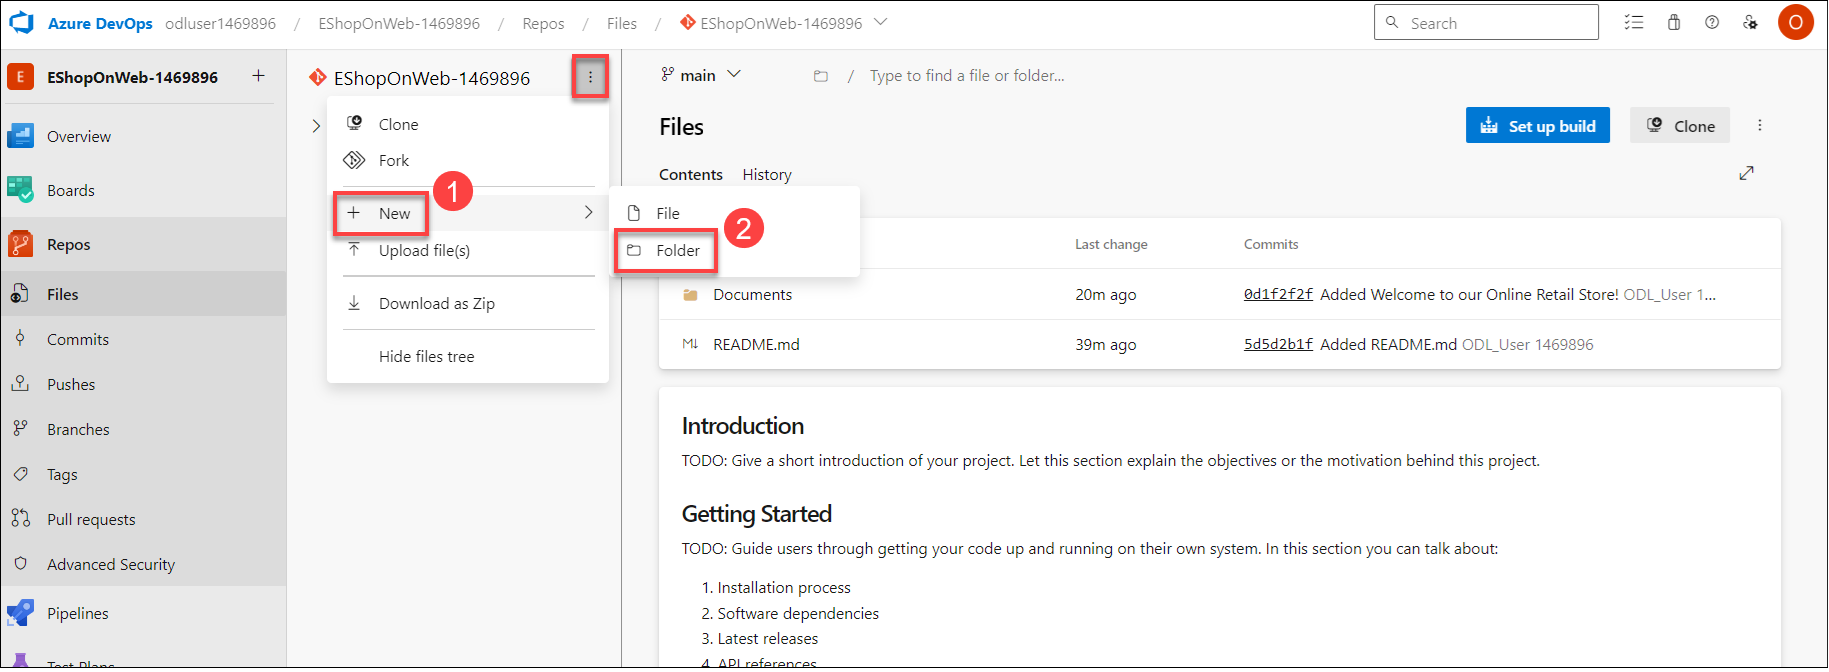 Azure DevOps odluser1469896 / EShopOnWeb-1469896 / Repos / Files / EShopOnWeb-1469896
Search
O
E EShopOnWeb-1469896 +
Overview
Boards
Repos
Files
Commits
Pushes
Branches
Tags
Pull requests
Advanced Security
Pipelines
Test Plans
EShopOnWeb-1469896
Clone
Fork
New
1
Upload file(s)
Download as Zip
Hide files tree
File
Folder
2
main
/ Type to find a file or folder...
Files
Set up build
Clone
Contents History
Last change Commits
Documents 20m ago 0d1f2f2f Added Welcome to our Online Retail Store! ODL_User 1...
M↓ README.md 39m ago 5d5d2b1f Added README.md ODL_User 1469896
Introduction
TODO: Give a short introduction of your project. Let this section explain the objectives or the motivation behind this project.
Getting Started
TODO: Guide users through getting your code up and running on their own system. In this section you can talk about:
1. Installation process
2. Software dependencies
3. Latest releases
4. API references